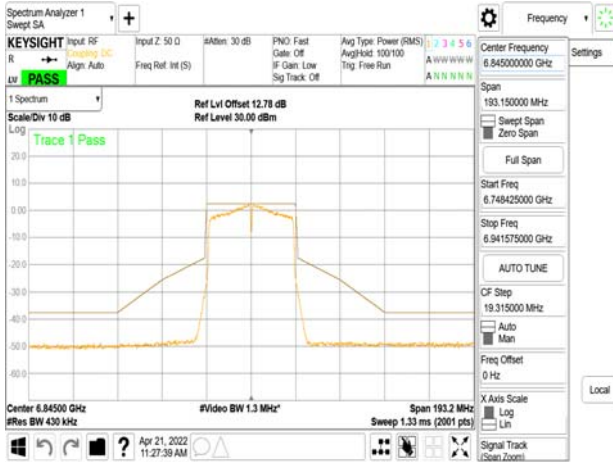 Spectrum Analyzer 1
Swept SA
Frequency
KEYSIGHT
R
LU
PASS
Input: RF
Coupling: DC
Align: Auto
Input Z: 50 Ω
Freq Ref: Int (S)
#Atten: 30 dB
PNO: Fast
Gate: Off
IF Gain: Low
Sig Track: Off
Avg Type: Power (RMS)
Avg|Hold: 100/100
Trig: Free Run
1 2 3 4 5 6
A W W W W W
A N N N N N
1 Spectrum
Scale/Div 10 dB
Ref Lvl Offset 12.78 dB
Ref Level 30.00 dBm
Log
Trace 1 Pass
20.0
10.0
0.00
-10.0
-20.0
-30.0
-40.0
-50.0
-60.0
Center 6.84500 GHz
#Res BW 430 kHz
#Video BW 1.3 MHz*
Span 193.2 MHz
Sweep 1.33 ms (2001 pts)
Apr 21, 2022
11:27:39 AM
Center Frequency
6.845000000 GHz
Span
193.150000 MHz
Swept Span
Zero Span
Full Span
Start Freq
6.748425000 GHz
Stop Freq
6.941575000 GHz
AUTO TUNE
CF Step
19.315000 MHz
Auto
Man
Freq Offset
0 Hz
X Axis Scale
Log
Lin
Signal Track
(Span Zoom)
Settings
Local